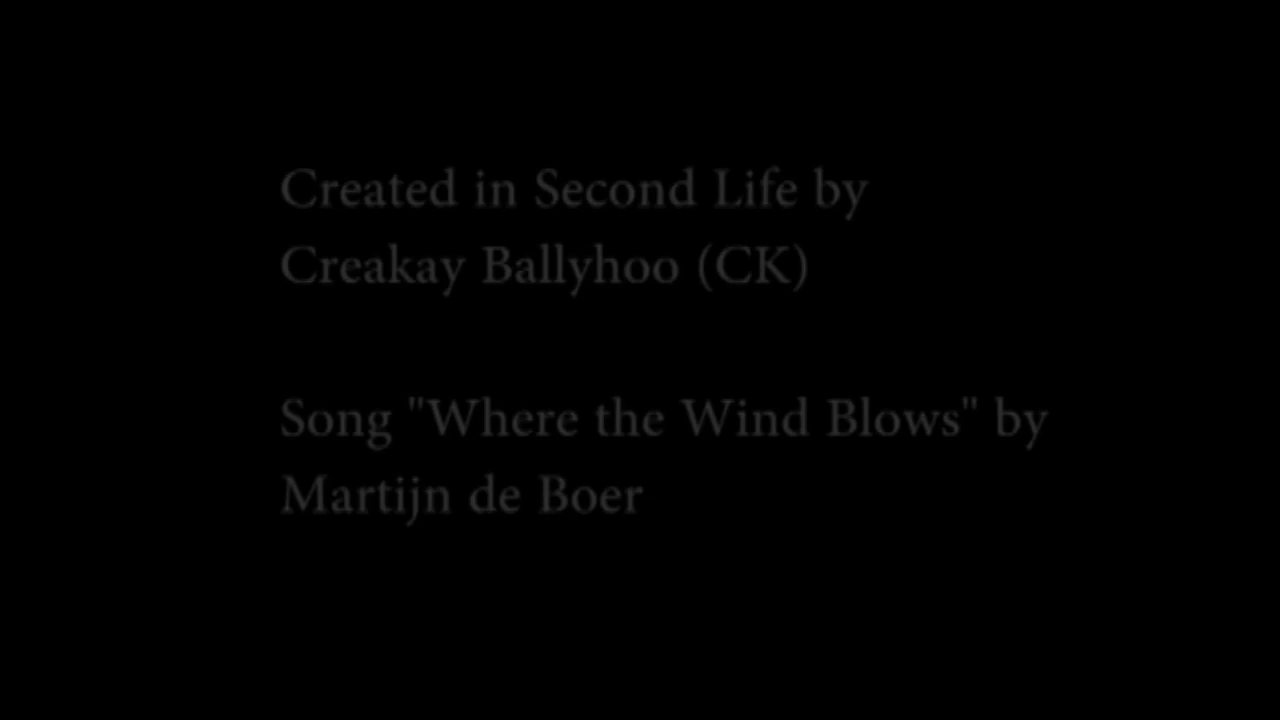 Created in Second Life by
Creakay Ballyhoo (CK)
Song "Where the Wind Blows" by
Martijn de Boer